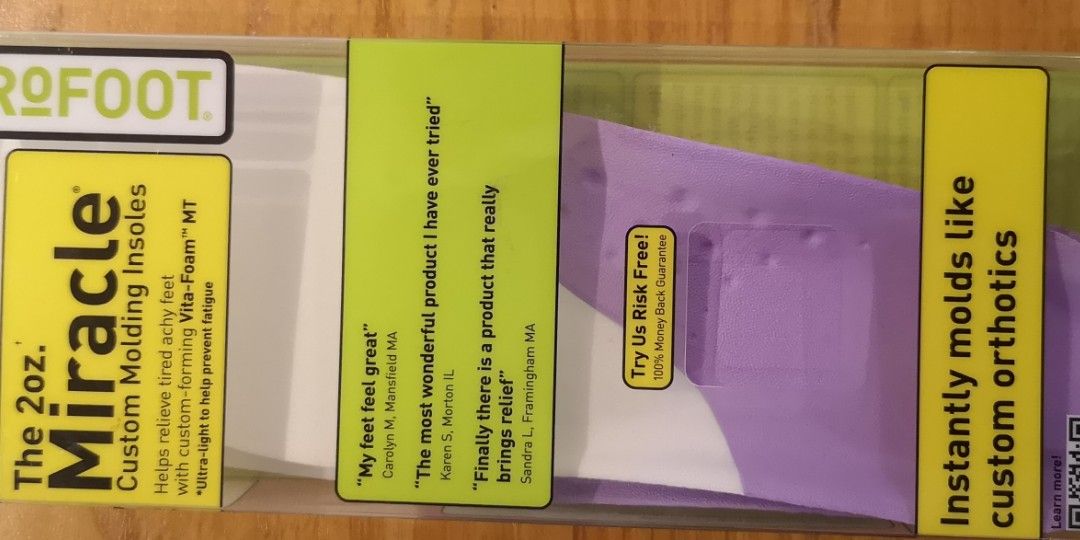 ROFOOT®
The 2oz.†
Miracle®
Custom Molding Insoles
Helps relieve tired achy feet
with custom-forming Vita-Foam™ MT
*Ultra-light to help prevent fatigue
“My feet feel great”
Carolyn M, Mansfield MA
“The most wonderful product I have ever tried”
Karen S, Morton IL
“Finally there is a product that really
brings relief”
Sandra L, Framingham MA
Try Us Risk Free!
100% Money Back Guarantee
Instantly molds like
custom orthotics
Learn more!